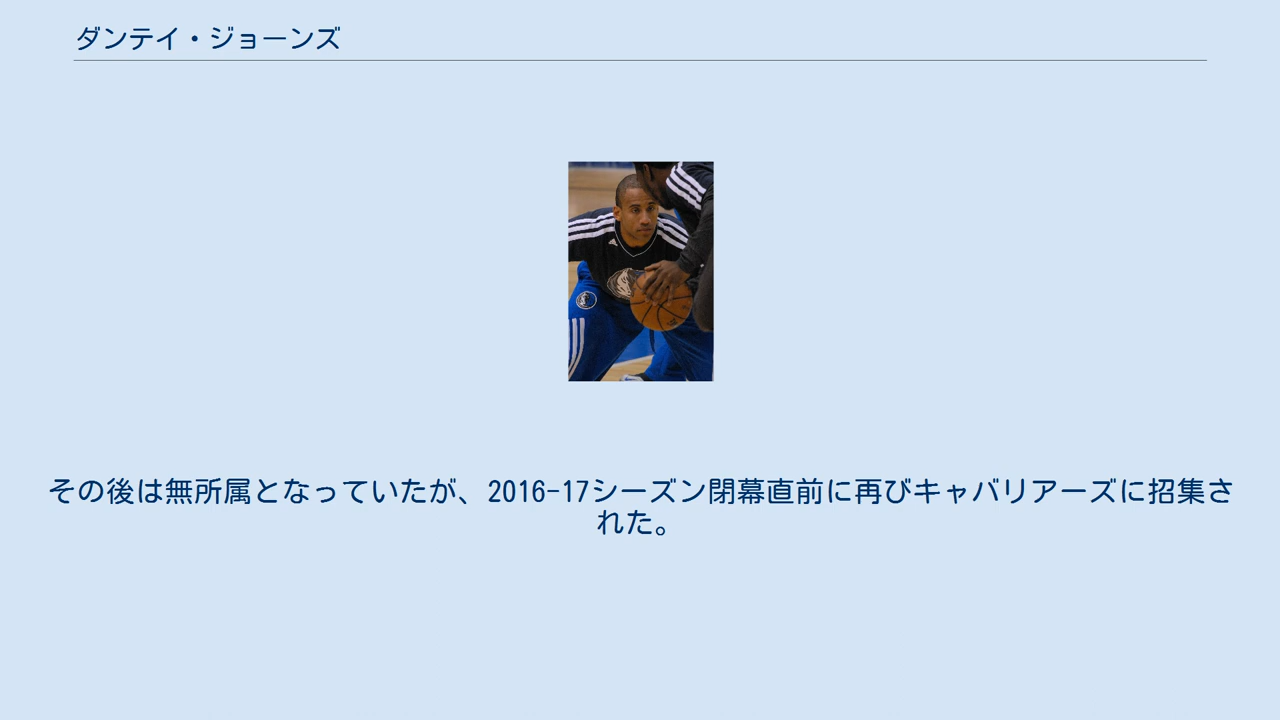 ダンテイ・ジョーンズ
その後は無所属となっていたが、2016-17シーズン閉幕直前に再びキャバリアーズに招集さ
れた。